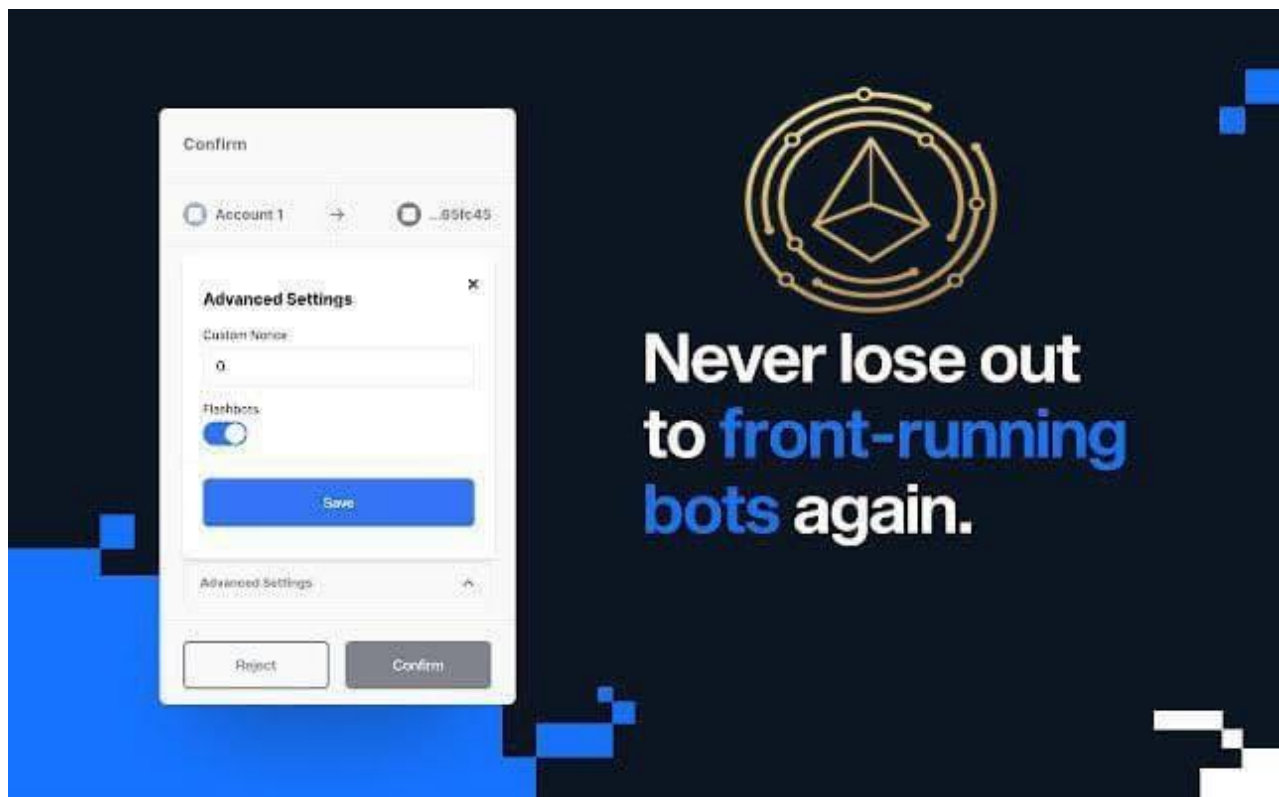 Confirm
Account 1 → ...65fc45
Advanced Settings ×
Custom Nonce
0
Flashbots
Save
Advanced Settings
Reject Confirm
Never lose out
to front-running
bots again.